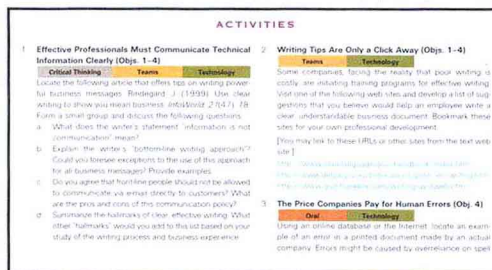 ACTIVITIES
1 Effective Professionals Must Communicate Technical
Information Clearly (Objs. 1–4)
Critical Thinking Teams Technology
Locate the following article that offers tips on writing power
ful business messages: Rindegard, J. (1999). Use clear
writing to show you mean business. InfoWorld, 21(47), 78.
Form a small group and discuss the following questions:
a. What does the writer's statement "information is not
communication" mean?
b. Explain the writer's "bottom-line writing approach"?
Could you foresee exceptions to the use of this approach
for all business messages? Provide examples.
c. Do you agree that front-line people should not be allowed
to communicate via e-mail directly to customers? What
are the pros and cons of this communication policy?
d. Summarize the hallmarks of clear, effective writing. What
other "hallmarks" would you add to this list based on your
study of the writing process and business experience
2 Writing Tips Are Only a Click Away (Objs. 1–4)
Teams Technology
Some companies, facing the reality that poor writing is
costly, are initiating training programs for effective writing.
Visit one of the following web sites and develop a list of sug
gestions that you believe would help an employee write a
clear, understandable business document. Bookmark these
sites for your own professional development.
[You may link to these URLs or other sites from the text web
site.]
3 The Price Companies Pay for Human Errors (Obj. 4)
Oral Technology
Using an online database or the Internet, locate an exam
ple of an error in a printed document made by an actual
company. Errors might be caused by overreliance on spell